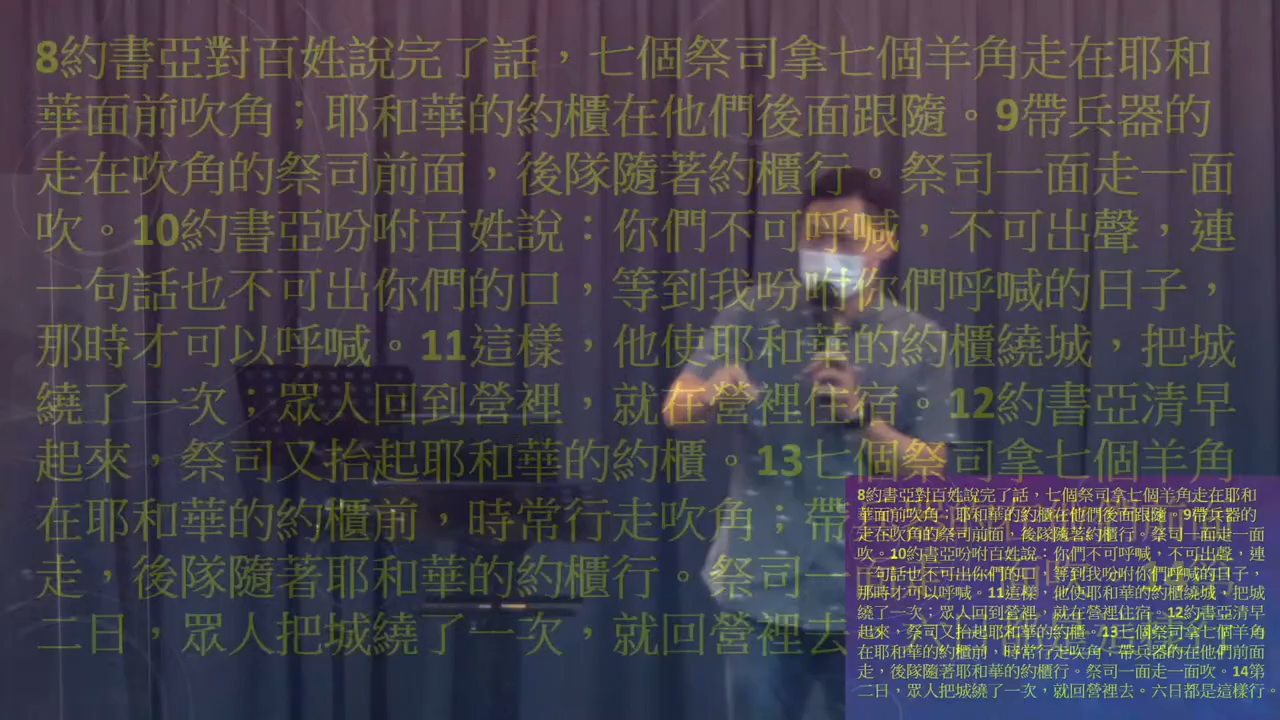 8約書亞對百姓說完了話，七個祭司拿七個羊角走在耶和
華面前吹角；耶和華的約櫃在他們後面跟隨。9帶兵器的
走在吹角的祭司前面，後隊隨著約櫃行。祭司一面走一面
吹。10約書亞吩咐百姓說：你們不可呼喊，不可出聲，連
一句話也不可出你們的口，等到我吩咐你們呼喊的日子，
那時才可以呼喊。11這樣，他使耶和華的約櫃繞城，把城
繞了一次；眾人回到營裡，就在營裡住宿。12約書亞清早
起來，祭司又抬起耶和華的約櫃。13七個祭司拿七個羊角
在耶和華的約櫃前，時常行走吹角；帶
走，後隊隨著耶和華的約櫃行。祭司一
二日，眾人把城繞了一次，就回營裡去
8約書亞對百姓說完了話，七個祭司拿七個羊角走在耶和
華面前吹角；耶和華的約櫃在他們後面跟隨。9帶兵器的
走在吹角的祭司前面，後隊隨著約櫃行。祭司一面走一面
吹。10約書亞吩咐百姓說：你們不可呼喊，不可出聲，連
一句話也不可出你們的口，等到我吩咐你們呼喊的日子，
那時才可以呼喊。11這樣，他使耶和華的約櫃繞城，把城
繞了一次；眾人回到營裡，就在營裡住宿。12約書亞清早
起來，祭司又抬起耶和華的約櫃。13七個祭司拿七個羊角
在耶和華的約櫃前，時常行走吹角；帶兵器的在他們前面
走，後隊隨著耶和華的約櫃行。祭司一面走一面吹。14第
二日，眾人把城繞了一次，就回營裡去。六日都是這樣行。